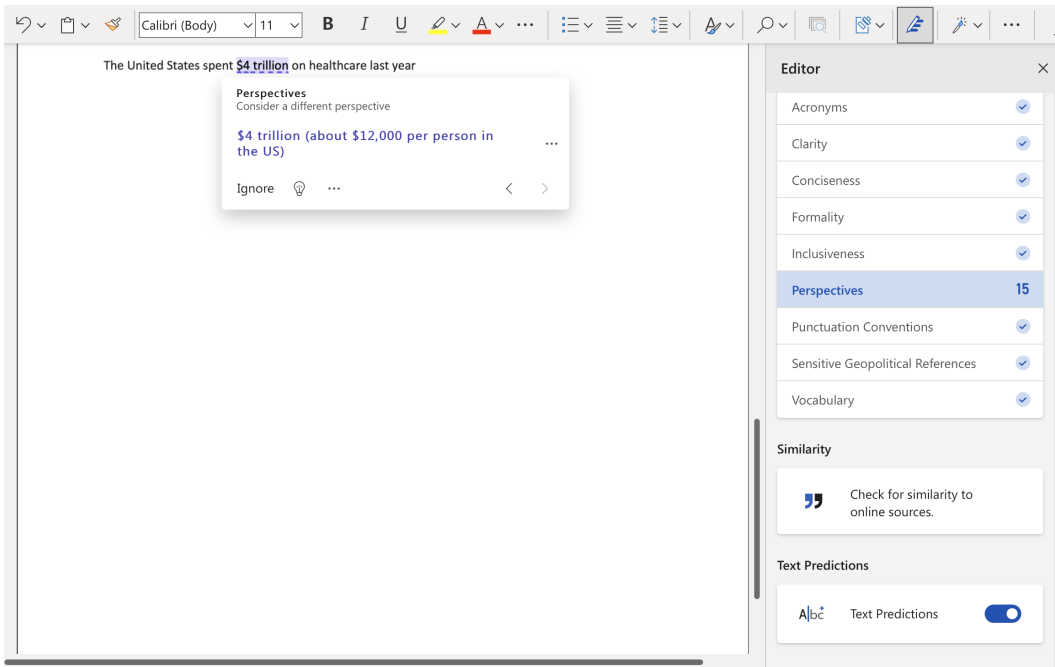 Calibri (Body)
11
B
I
U
A
The United States spent $4 trillion on healthcare last year
Perspectives
Consider a different perspective
$4 trillion (about $12,000 per person in
the US)
Ignore
Editor
Acronyms
Clarity
Conciseness
Formality
Inclusiveness
Perspectives 15
Punctuation Conventions
Sensitive Geopolitical References
Vocabulary
Similarity
Check for similarity to
online sources.
Text Predictions
Abc Text Predictions